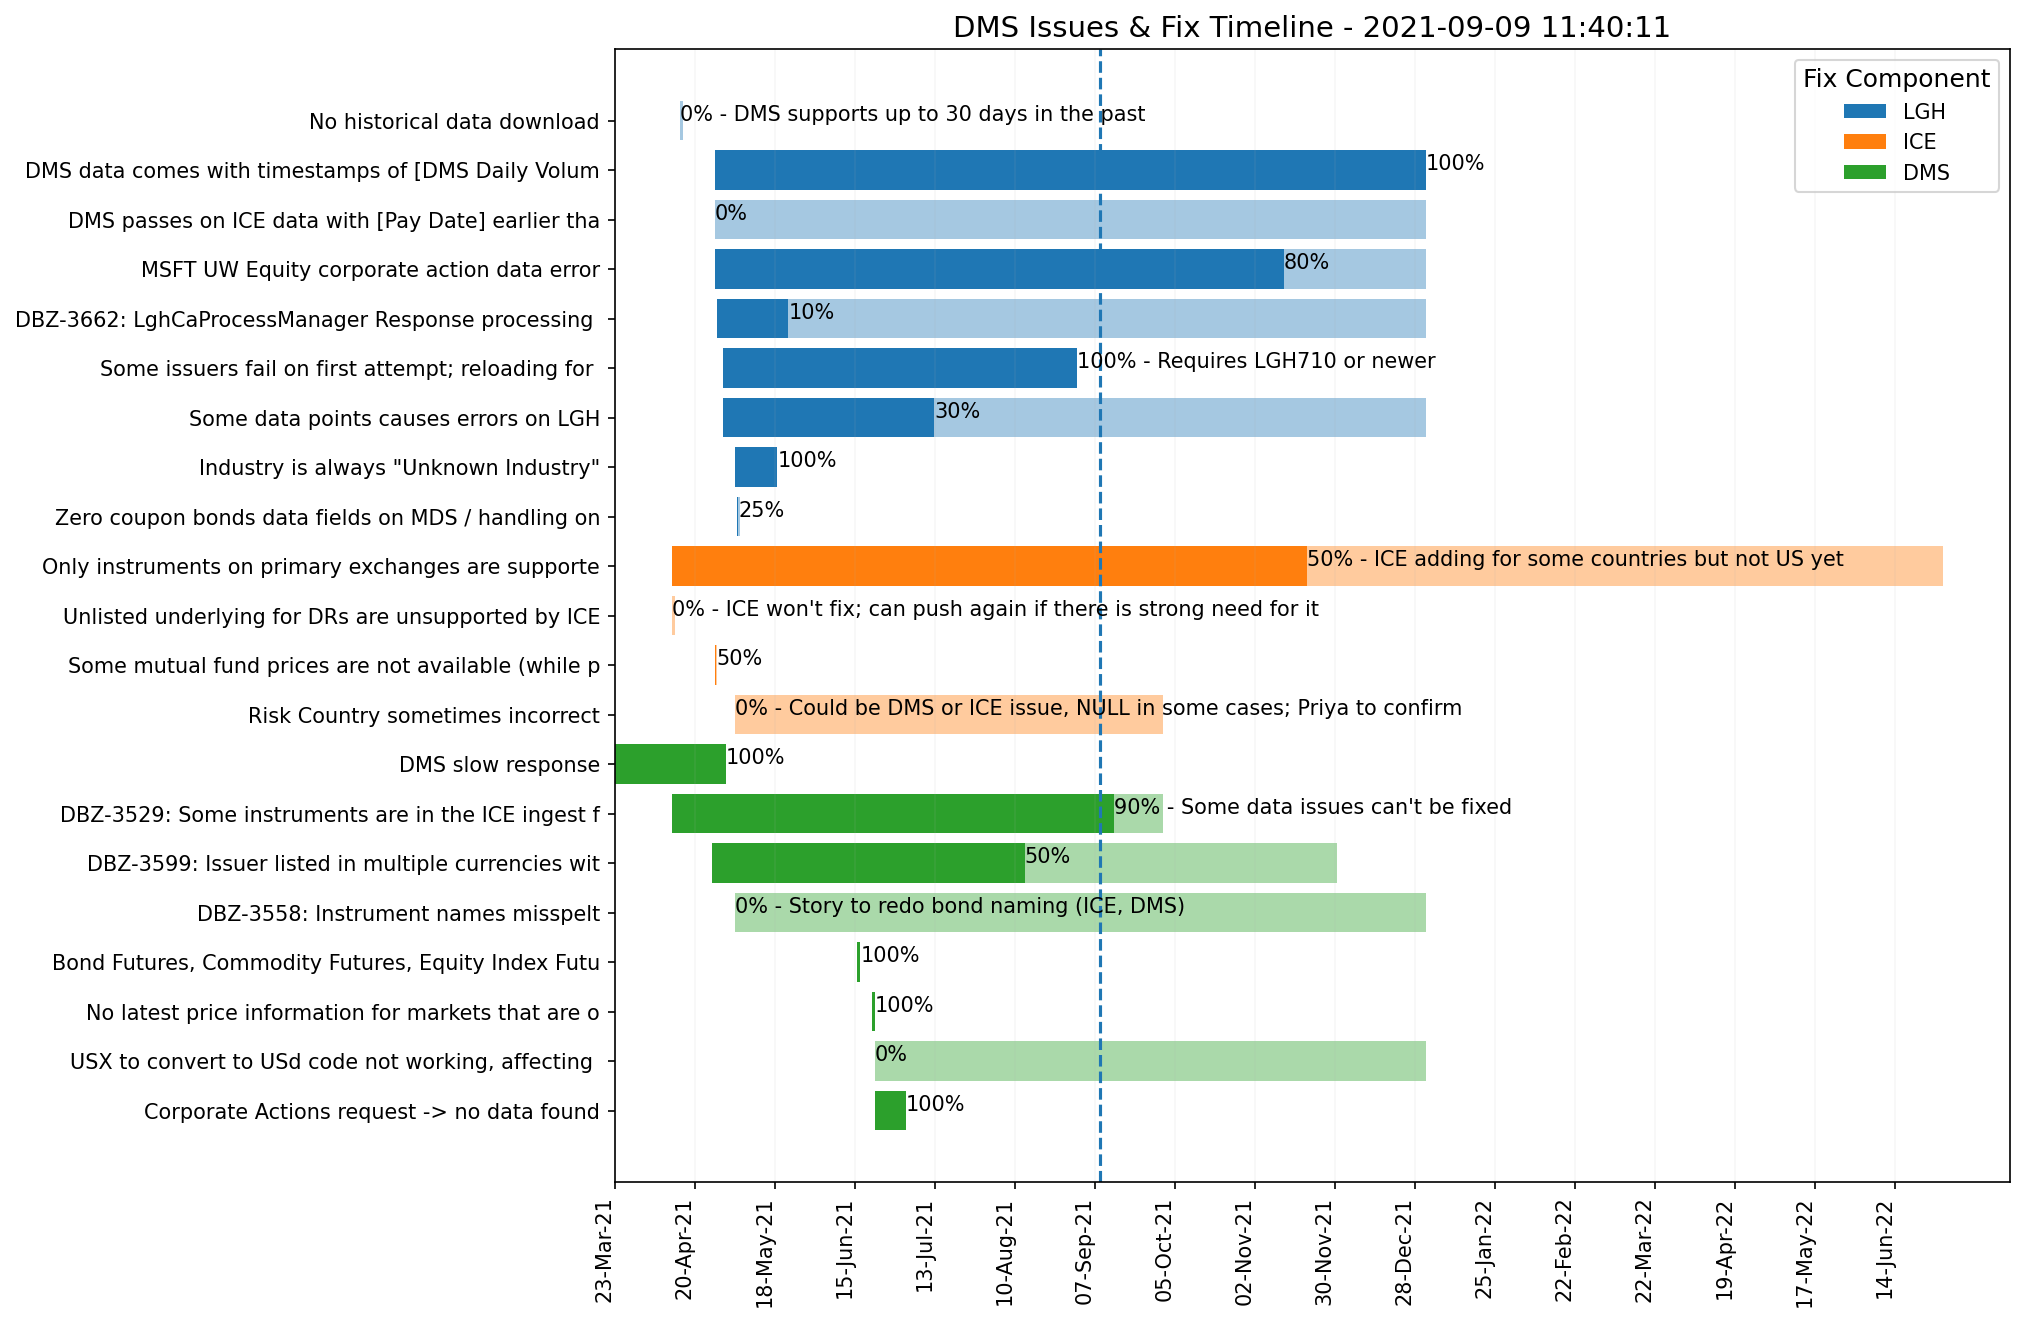 DMS Issues & Fix Timeline - 2021-09-09 11:40:11
Fix Component
LGH
ICE
DMS
No historical data download
0% - DMS supports up to 30 days in the past
DMS data comes with timestamps of [DMS Daily Volum
100%
DMS passes on ICE data with [Pay Date] earlier tha
0%
MSFT UW Equity corporate action data error
80%
DBZ-3662: LghCaProcessManager Response processing
10%
Some issuers fail on first attempt; reloading for
100% - Requires LGH710 or newer
Some data points causes errors on LGH
30%
Industry is always "Unknown Industry"
100%
Zero coupon bonds data fields on MDS / handling on
25%
Only instruments on primary exchanges are supporte
50% - ICE adding for some countries but not US yet
Unlisted underlying for DRs are unsupported by ICE
0% - ICE won't fix; can push again if there is strong need for it
Some mutual fund prices are not available (while p
50%
Risk Country sometimes incorrect
0% - Could be DMS or ICE issue, NULL in some cases; Priya to confirm
DMS slow response
100%
DBZ-3529: Some instruments are in the ICE ingest f
90% - Some data issues can't be fixed
DBZ-3599: Issuer listed in multiple currencies wit
50%
DBZ-3558: Instrument names misspelt
0% - Story to redo bond naming (ICE, DMS)
Bond Futures, Commodity Futures, Equity Index Futu
100%
No latest price information for markets that are o
100%
USX to convert to USd code not working, affecting
0%
Corporate Actions request -> no data found
100%
23-Mar-21
20-Apr-21
18-May-21
15-Jun-21
13-Jul-21
10-Aug-21
07-Sep-21
05-Oct-21
02-Nov-21
30-Nov-21
28-Dec-21
25-Jan-22
22-Feb-22
22-Mar-22
19-Apr-22
17-May-22
14-Jun-22